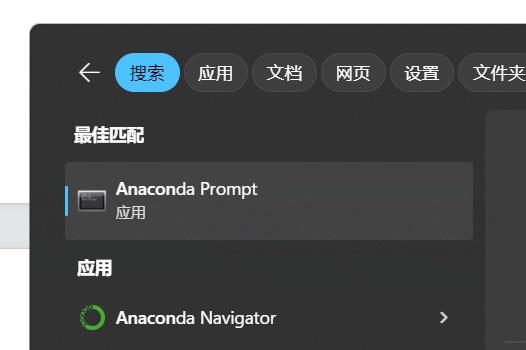 搜索 应用 文档 网页 设置 文件夹
最佳匹配
Anaconda Prompt
应用
应用
Anaconda Navigator